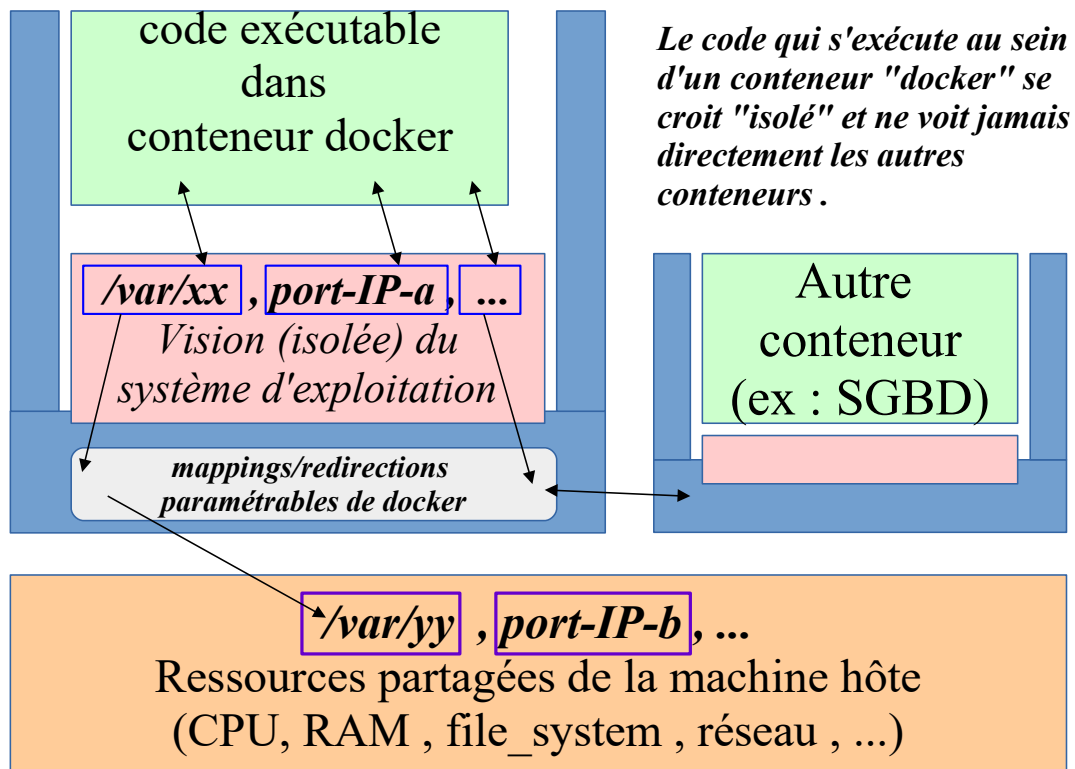 code exécutable
dans
conteneur docker
Le code qui s'exécute au sein
d'un conteneur "docker" se
croit "isolé" et ne voit jamais
directement les autres
conteneurs .
/var/xx , port-IP-a , ...
Vision (isolée) du
système d'exploitation
mappings/redirections
paramétrables de docker
Autre
conteneur
(ex : SGBD)
/var/yy , port-IP-b , ...
Ressources partagées de la machine hôte
(CPU, RAM , file_system , réseau , ...)